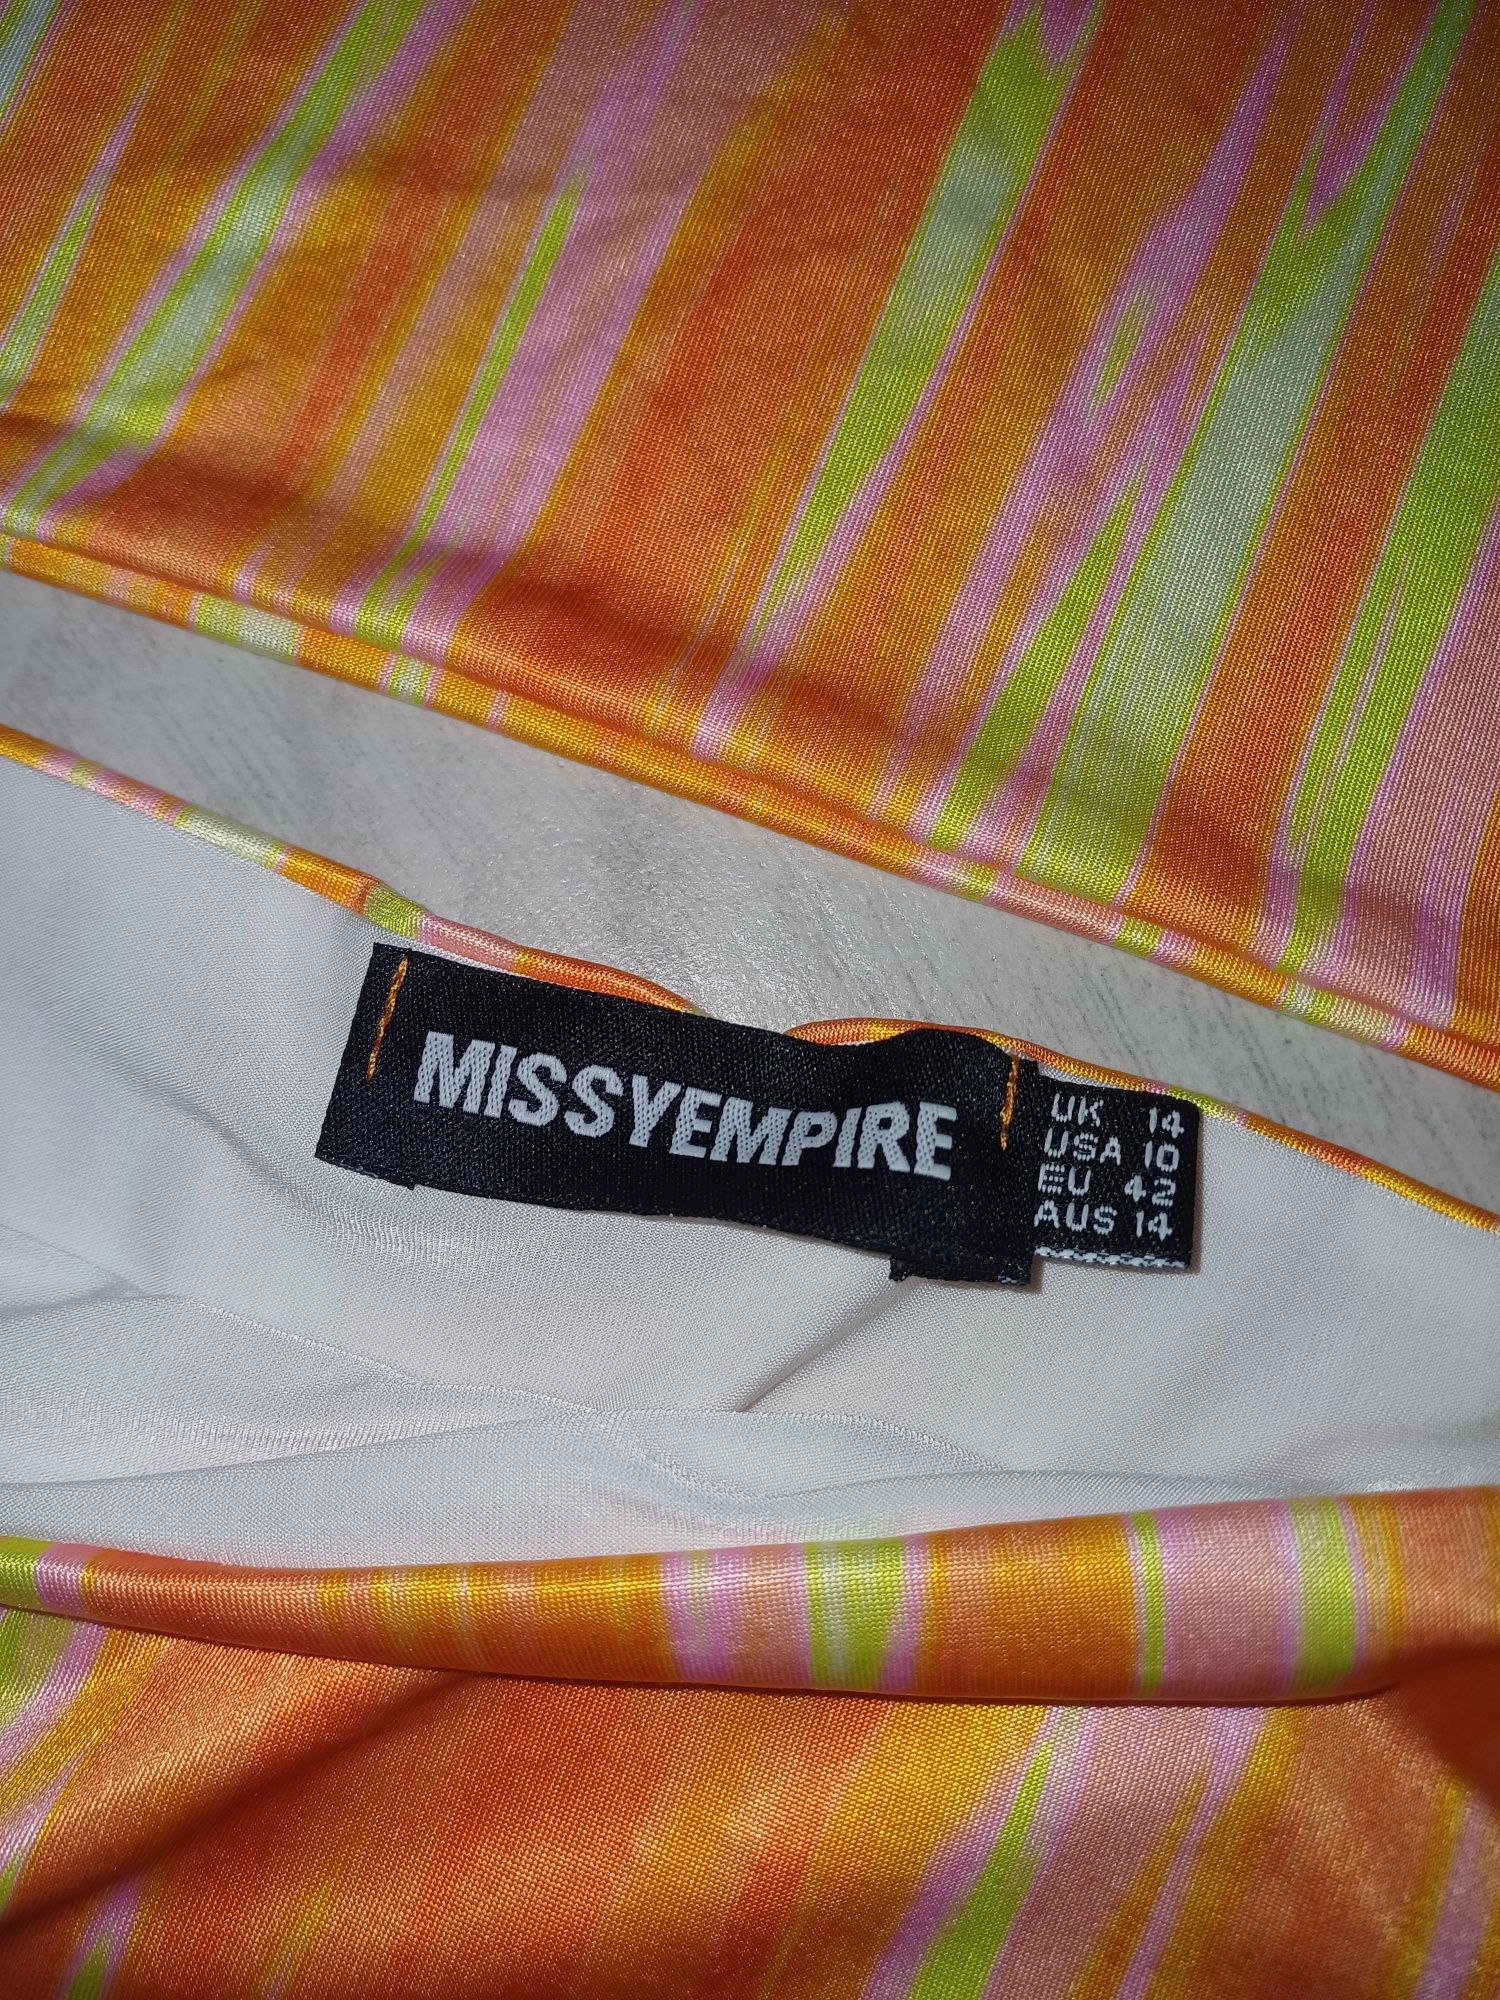 MISSYEMPIRE
UK 14
USA 10
EU 42
AUS 14